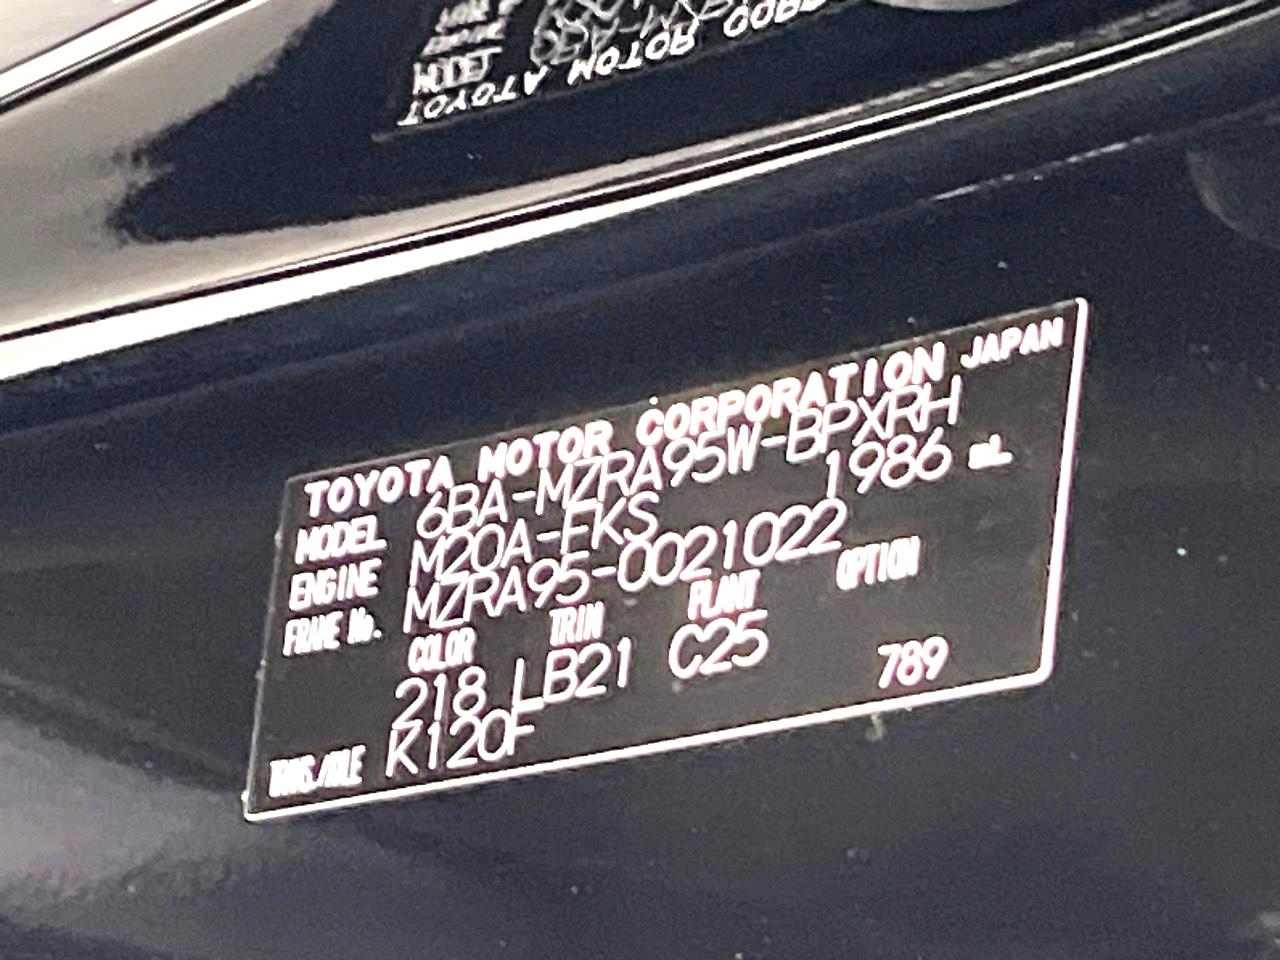 TOYOTA MOTOR CORPORATION JAPAN
MODEL 6BA-MZRA95W-BPXRH
ENGINE M20A-FKS 1986 mL
FRAME No. MZRA95-0021022
COLOR TRIM PLANT OPTION
218 LB21 C25 789
TRANS./AXLE K120F